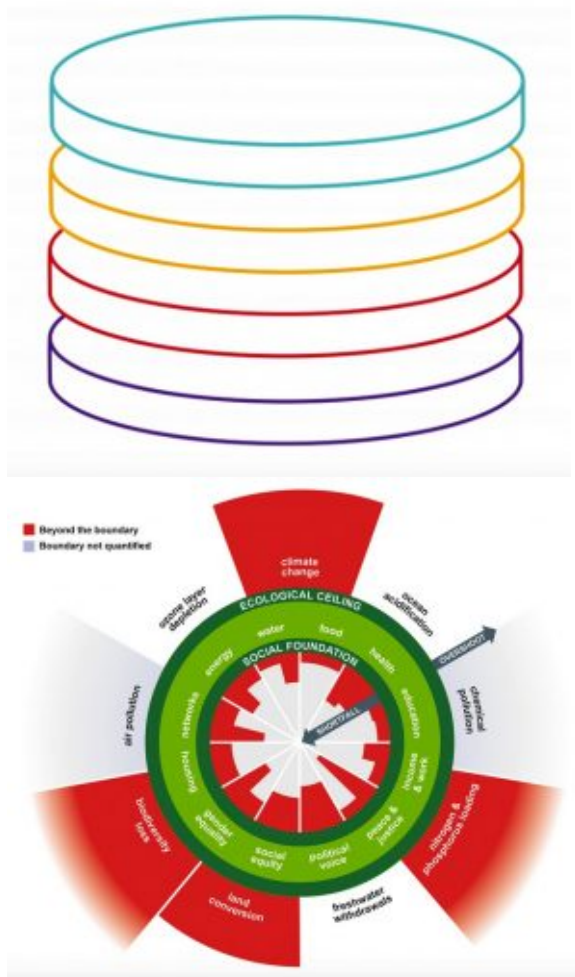 Beyond the boundary
Boundary not quantified
climate
change
ozone layer
depletion
ocean
acidification
ECOLOGICAL CEILING
water
food
energy
health
SOCIAL FOUNDATION
OVERSHOOT
SHORTFALL
networks
education
air pollution
chemical
pollution
housing
income
& work
gender
equality
peace &
justice
social
equity
political
voice
biodiversity
loss
nitrogen &
phosphorus loading
land
conversion
freshwater
withdrawals